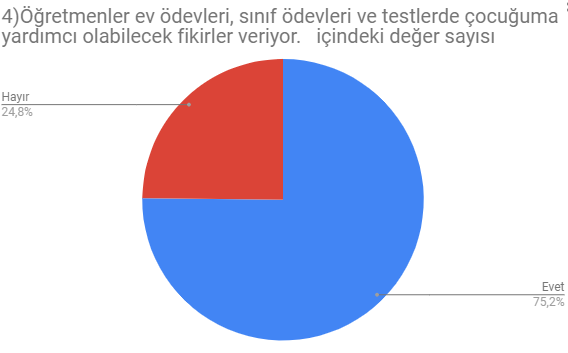 4)Öğretmenler ev ödevleri, sınıf ödevleri ve testlerde çocuğuma
yardımcı olabilecek fikirler veriyor.   içindeki değer sayısı
Hayır
24,8%
Evet
75,2%